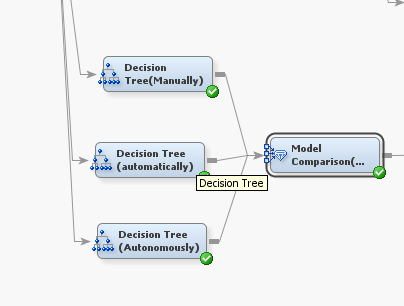 Decision
Tree(Manually)
Decision Tree
(automatically)
Decision Tree
Model
Comparison(...
Decision Tree
(Autonomously)